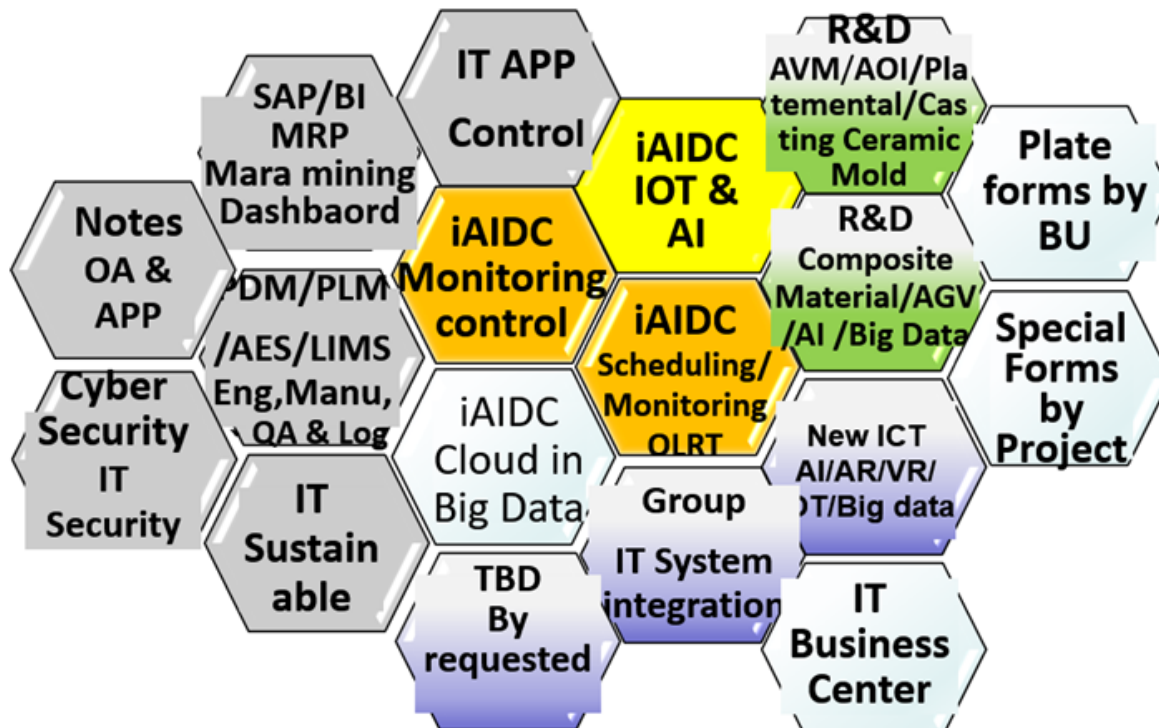 IT APP
Control
SAP/BI
MRP
Mara mining
Dashbaord
Notes
OA &
APP
PDM/PLM
/AES/LIMS
Eng,Manu,
QA & Log
Cyber
Security
IT
Security
IT
Sustain
able
iAIDC
Monitoring
control
iAIDC
IOT &
AI
iAIDC
Scheduling/
Monitoring
OLRT
iAIDC
Cloud in
Big Data
TBD
By
requested
Group
IT System
integration
R&D
AVM/AOI/Pla
temental/Cas
ting Ceramic
Mold
R&D
Composite
Material/AGV
/AI /Big Data
New ICT
AI/AR/VR/
OT/Big data
IT
Business
Center
Plate
forms by
BU
Special
Forms
by
Project